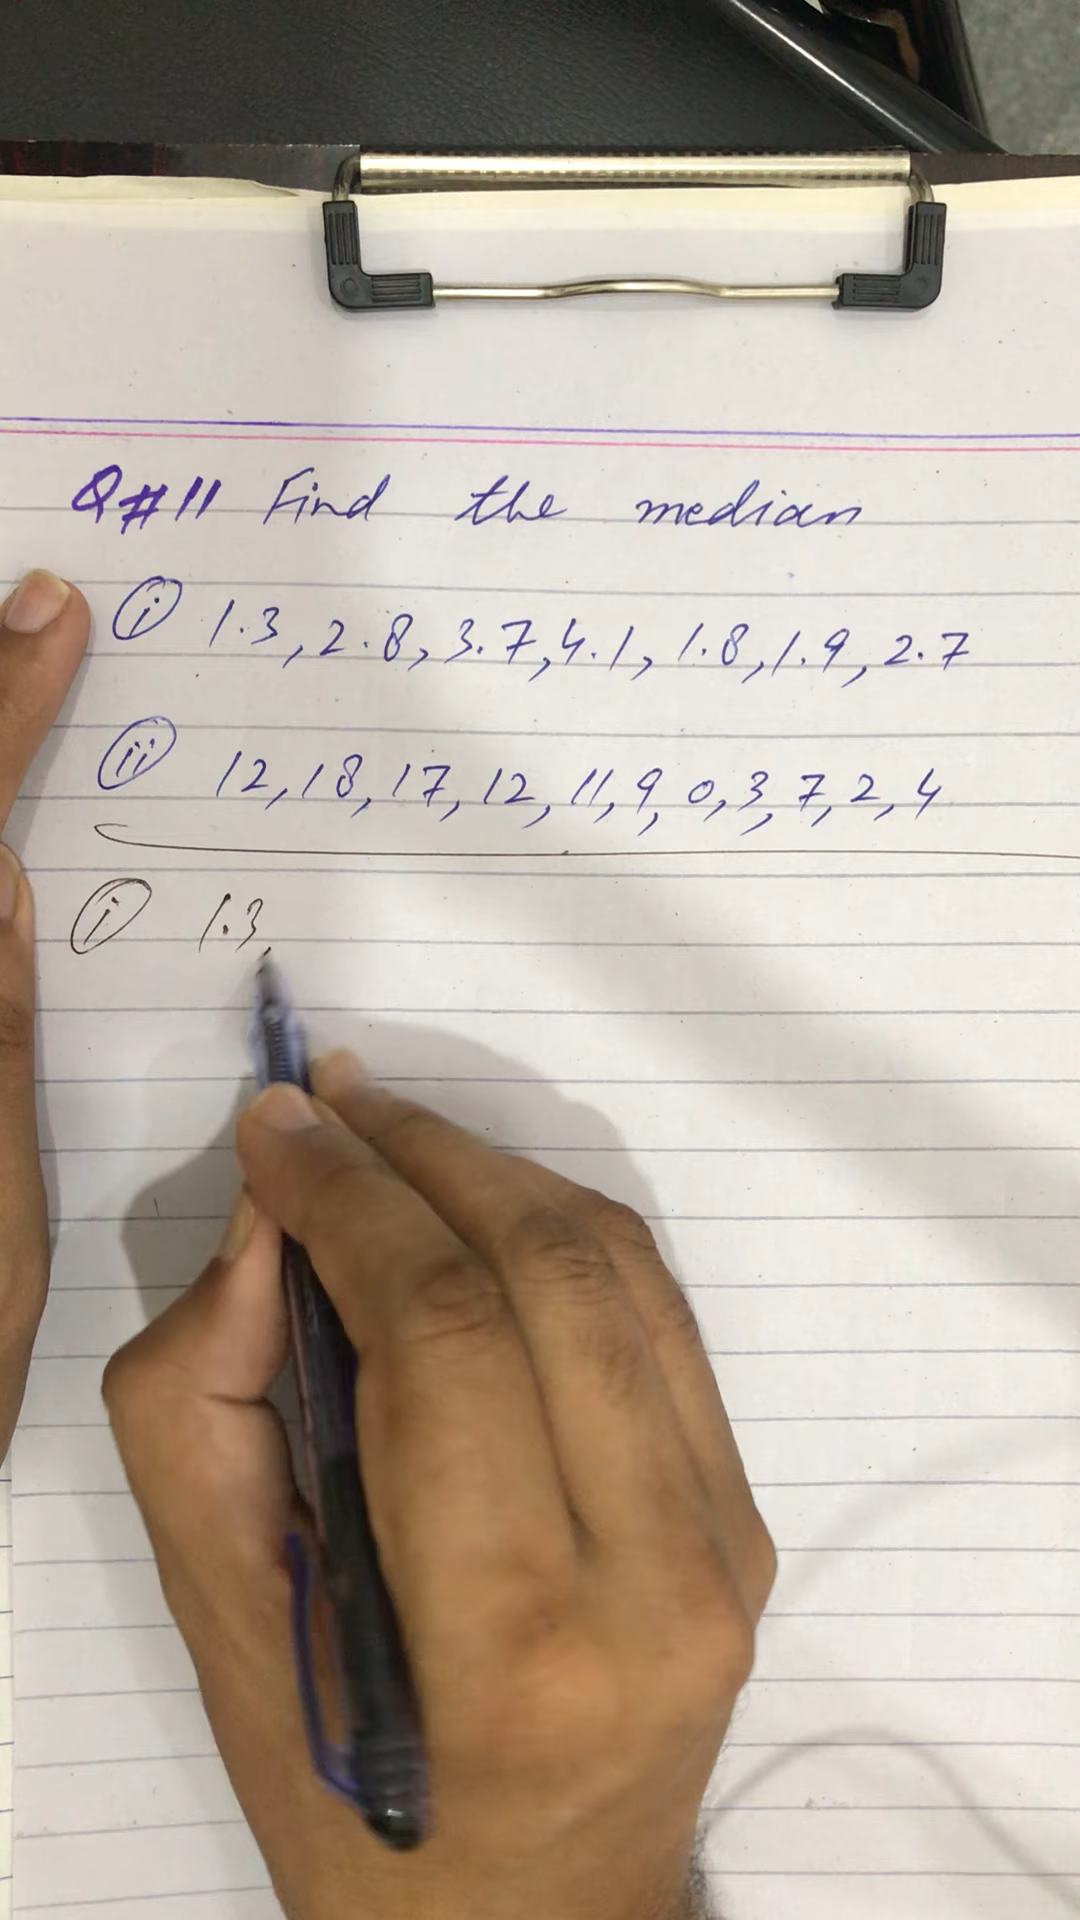 Q#11 Find the median
(i) 1.3, 2.8, 3.7, 4.1, 1.8, 1.9, 2.7
(ii) 12, 18, 17, 12, 11, 9, 0, 3, 7, 2, 4
(i) 1.3,